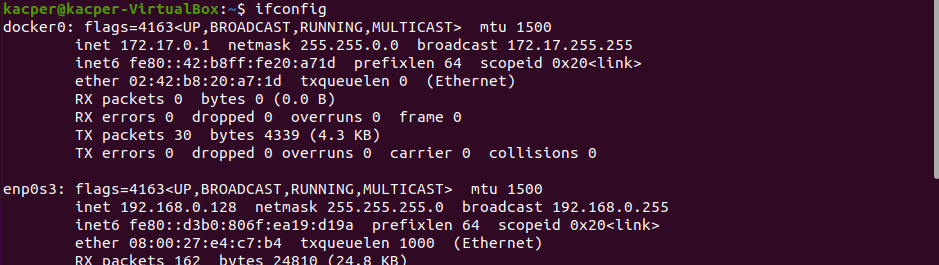 kacper@kacper-VirtualBox:~$ ifconfig
docker0: flags=4163<UP,BROADCAST,RUNNING,MULTICAST>  mtu 1500
        inet 172.17.0.1  netmask 255.255.0.0  broadcast 172.17.255.255
        inet6 fe80::42:b8ff:fe20:a71d  prefixlen 64  scopeid 0x20<link>
        ether 02:42:b8:20:a7:1d  txqueuelen 0  (Ethernet)
        RX packets 0  bytes 0 (0.0 B)
        RX errors 0  dropped 0  overruns 0  frame 0
        TX packets 30  bytes 4339 (4.3 KB)
        TX errors 0  dropped 0 overruns 0  carrier 0  collisions 0
enp0s3: flags=4163<UP,BROADCAST,RUNNING,MULTICAST>  mtu 1500
        inet 192.168.0.128  netmask 255.255.255.0  broadcast 192.168.0.255
        inet6 fe80::d3b0:806f:ea19:d19a  prefixlen 64  scopeid 0x20<link>
        ether 08:00:27:e4:c7:b4  txqueuelen 1000  (Ethernet)
        RX packets 162  bytes 24810 (24.8 KB)